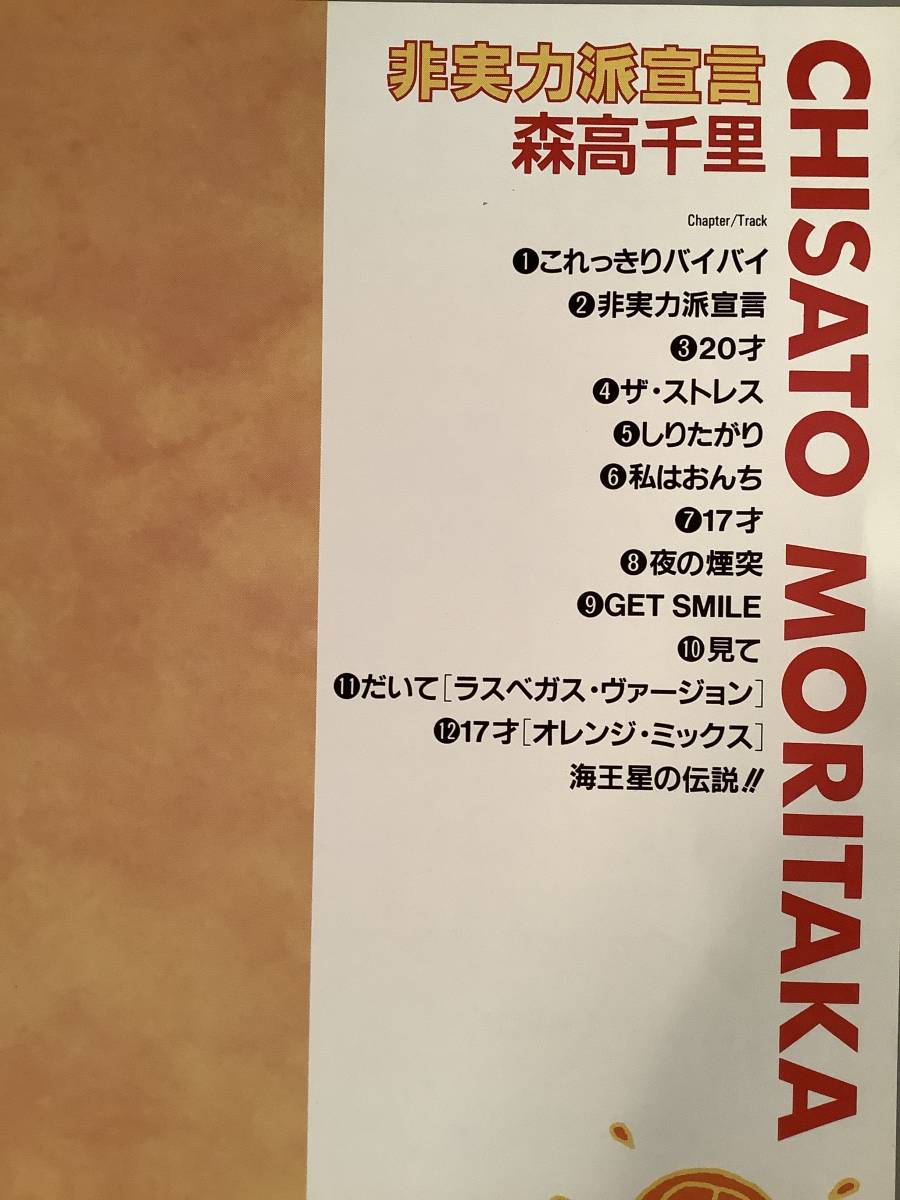 非実力派宣言
森高千里
CHISATO MORITAKA
Chapter/Track
❶これっきりバイバイ
❷非実力派宣言
❸20才
❹ザ・ストレス
❺しりたがり
❻私はおんち
❼17才
❽夜の煙突
❾GET SMILE
❿見て
⓫だいて[ラスベガス・ヴァージョン]
⓬17才[オレンジ・ミックス]
海王星の伝説!!